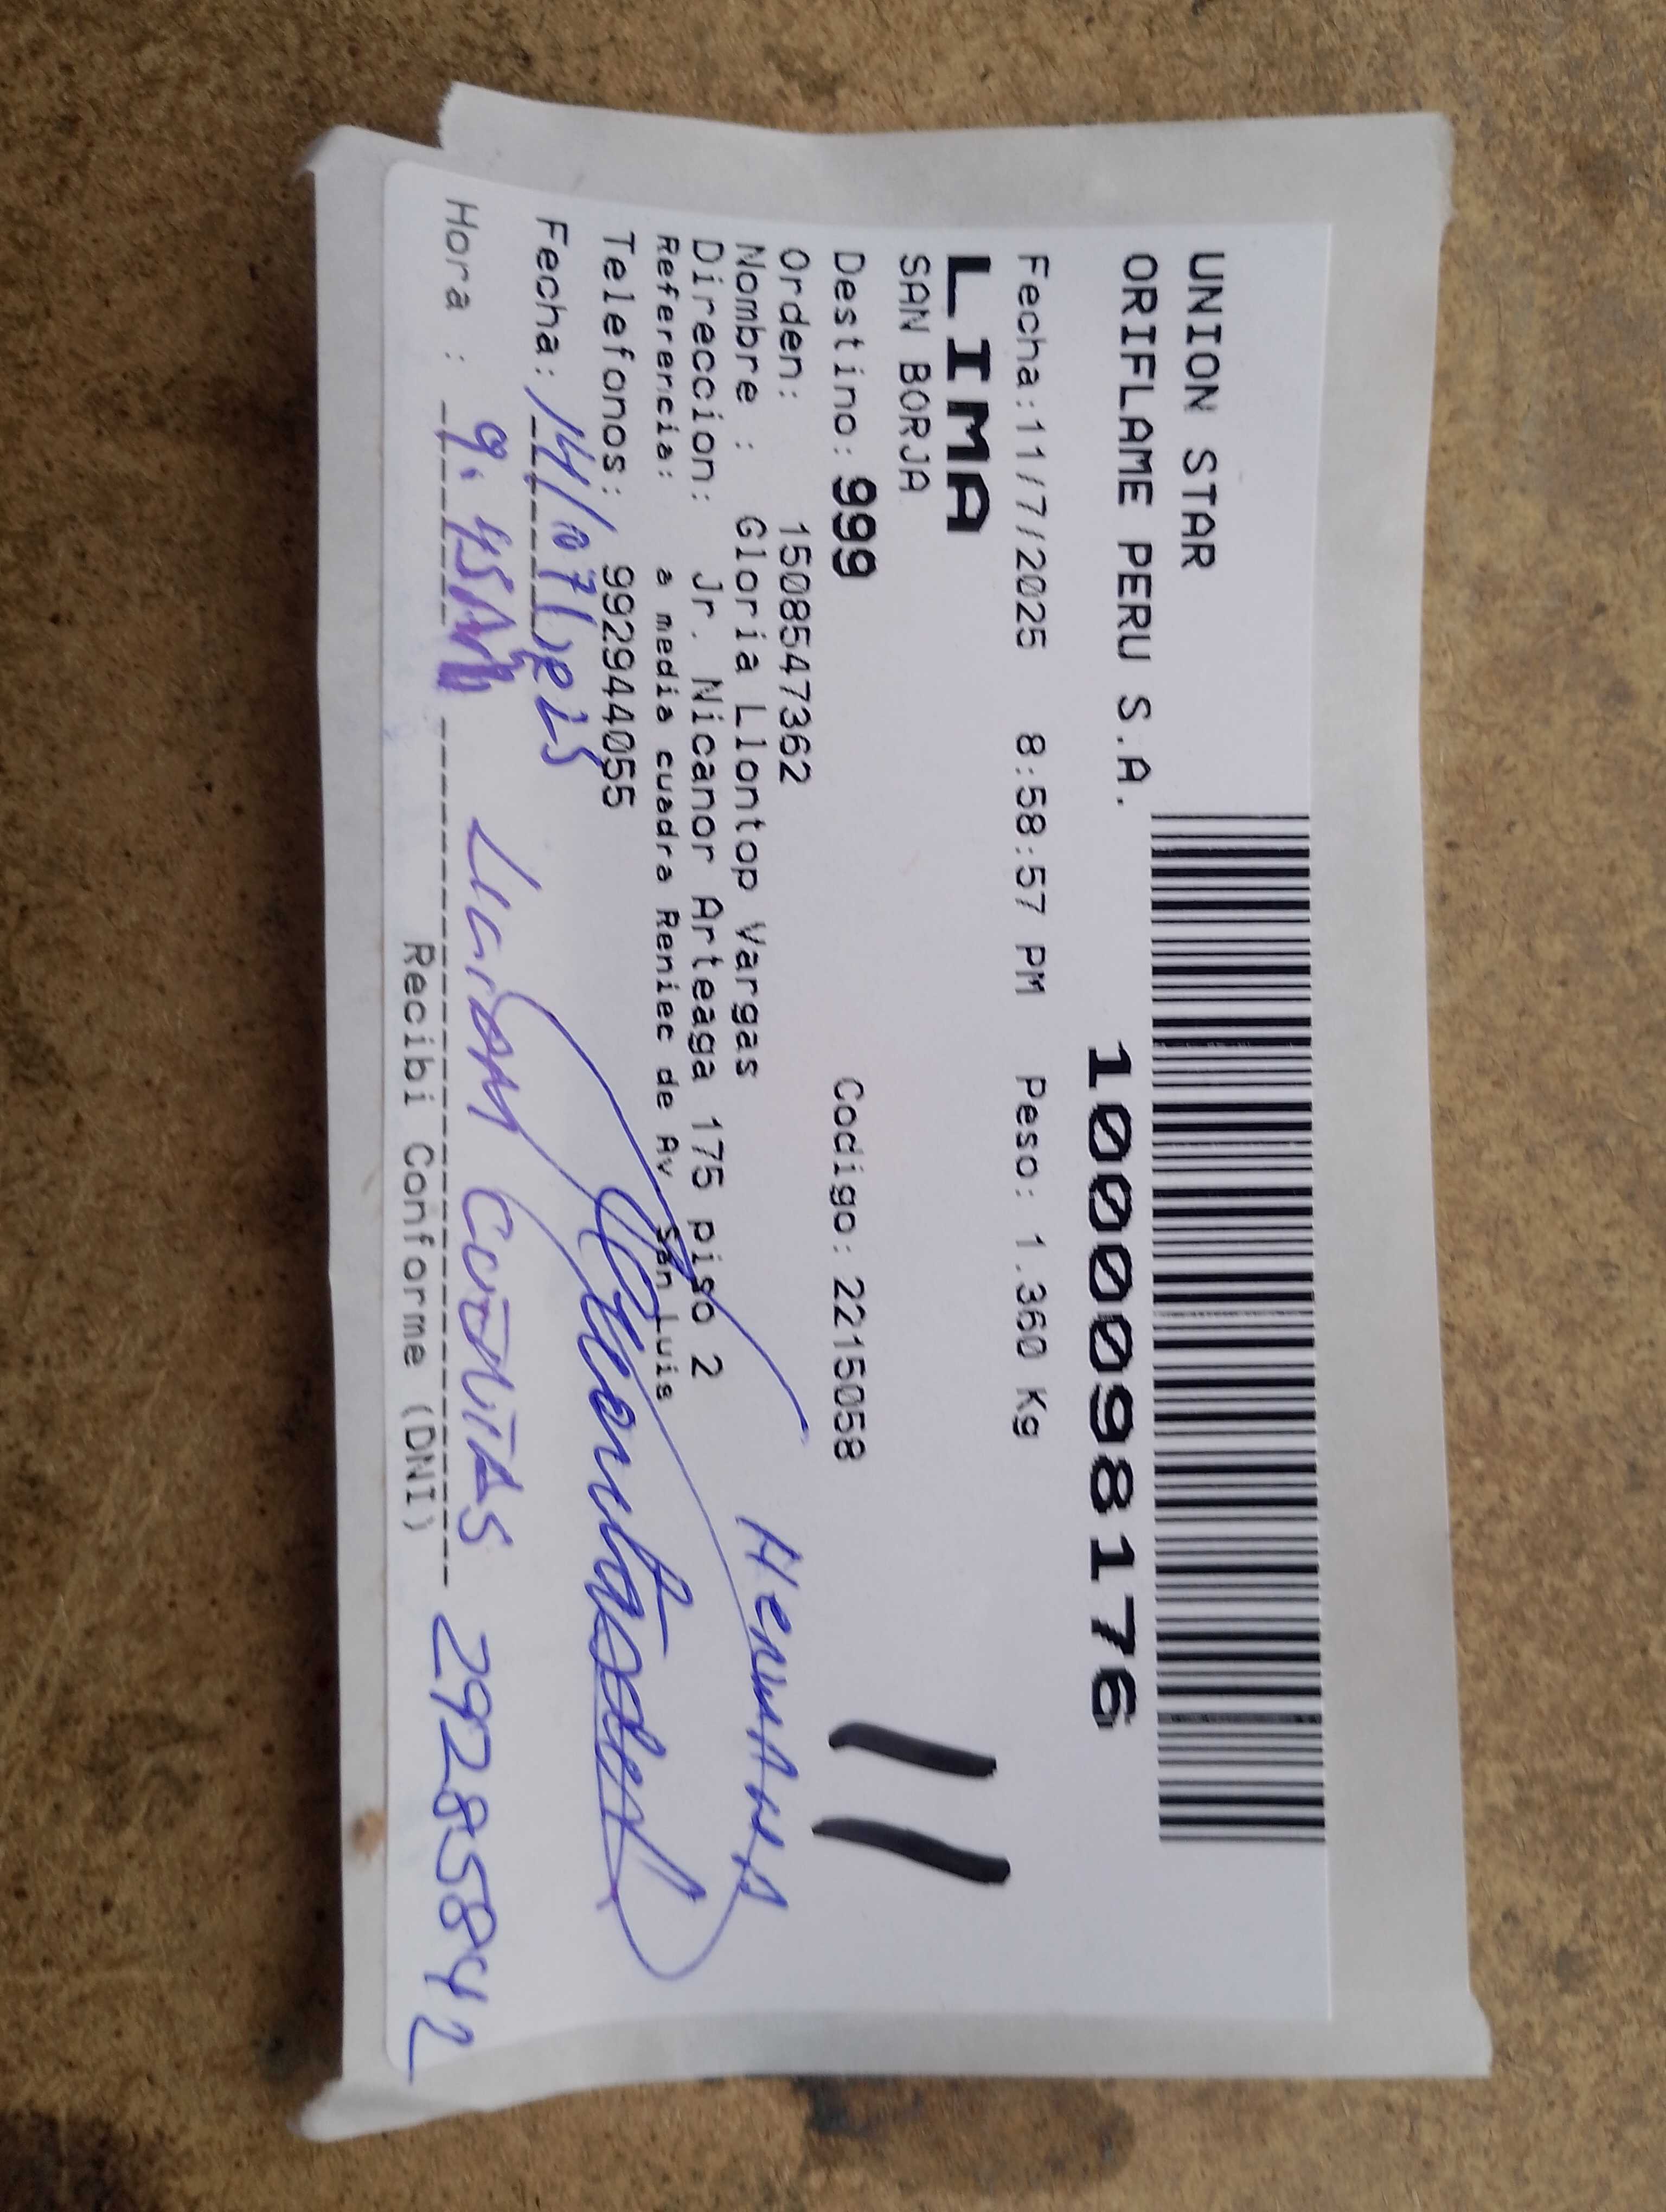 UNION STAR
ORIFLAME PERU S.A.
1000098176
Fecha:11/7/2025 8:58:57 PM Peso: 1.360 Kg
LIMA
SAN BORJA
Destino: 999 Codigo: 2215058
Orden: 1508547362
Nombre : Gloria Llontop Vargas
Direccion: Jr. Nicanor Arteaga 175 piso 2
Referencia: a media cuadra Reniec de Av San Luis
Telefonos: 992944055
Fecha: 14/07/2025
Hora : 9.45
29285842
Recibi Conforme (DNI)